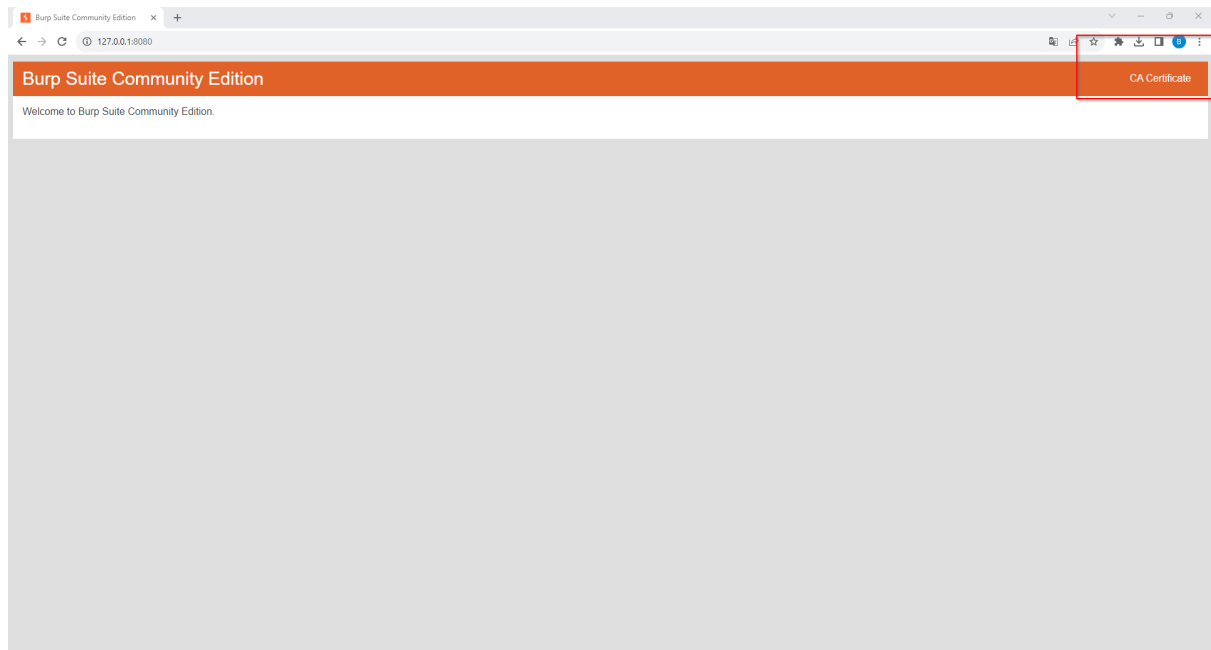 Burp Suite Community Edition
127.0.0.1:8080
B
Burp Suite Community Edition
CA Certificate
Welcome to Burp Suite Community Edition.